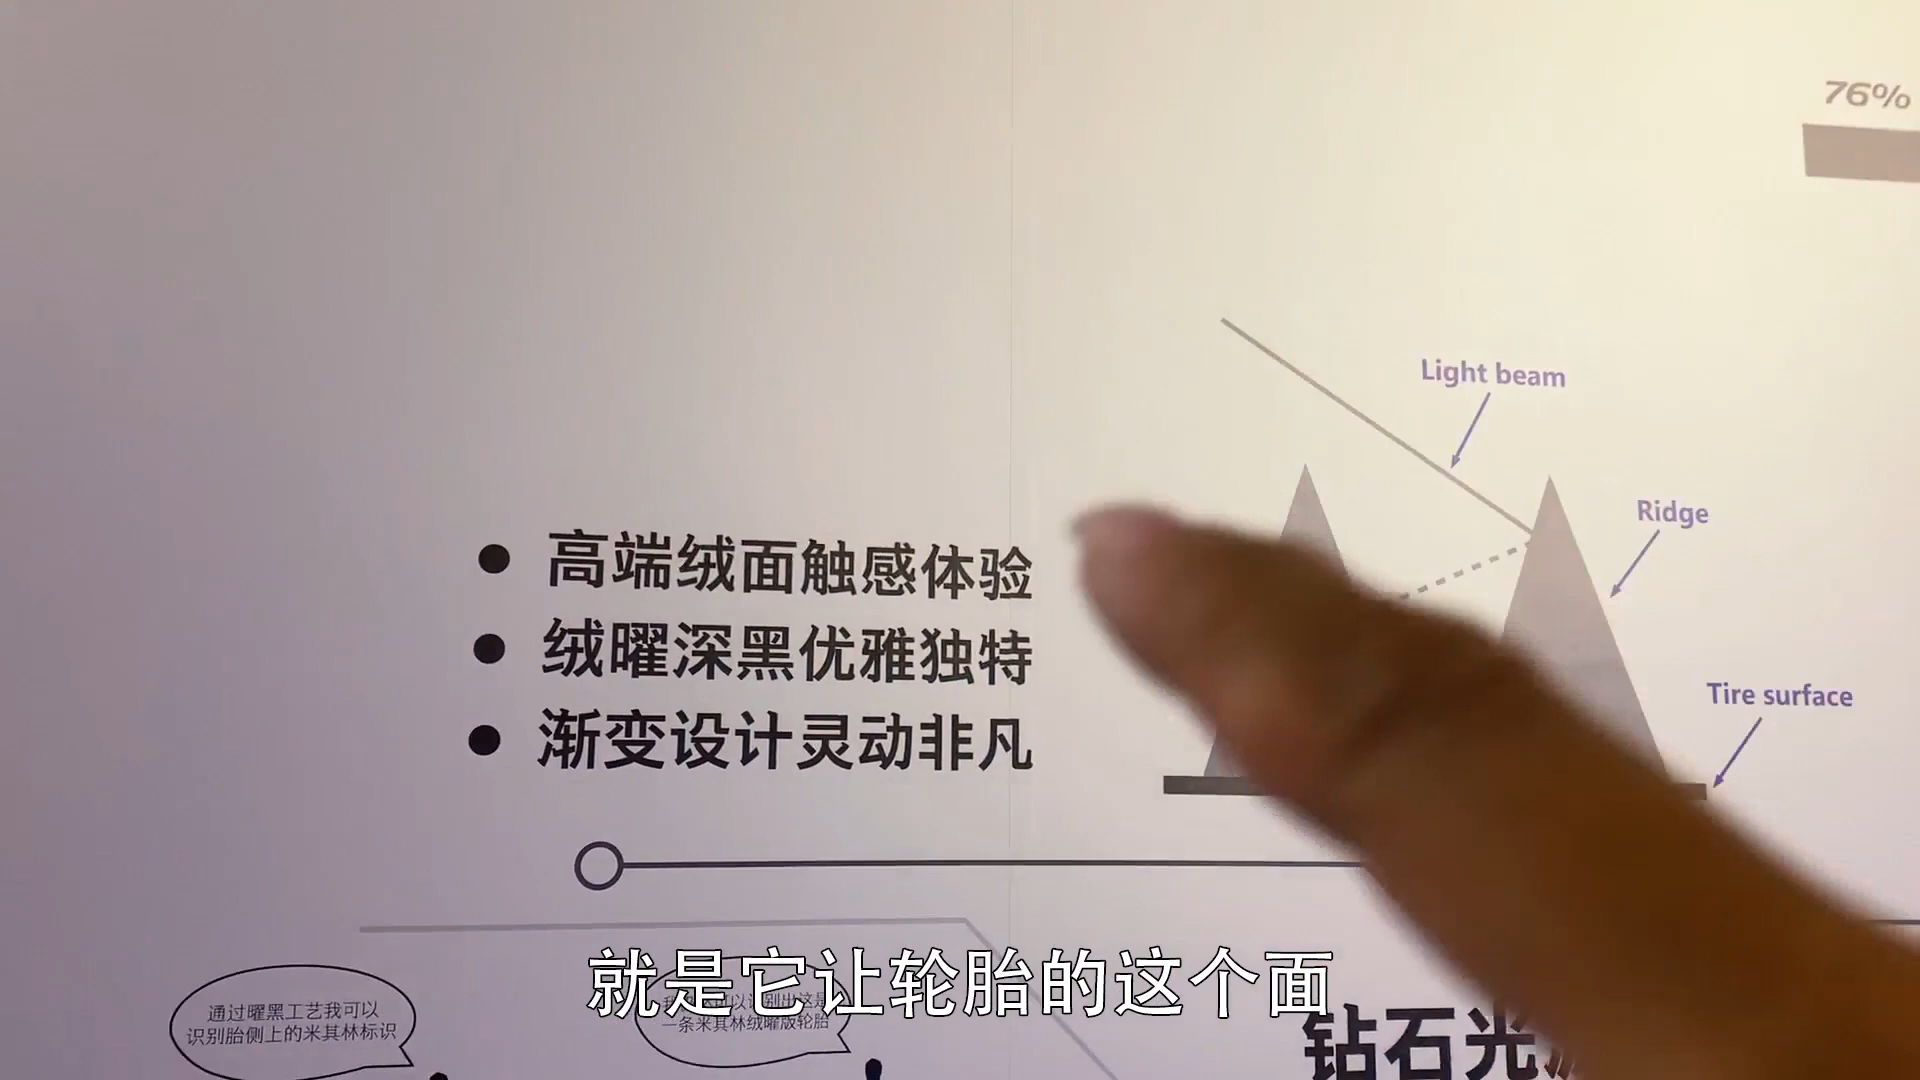 76%
Light beam
Ridge
Tire surface
高端绒面触感体验
绒曜深黑优雅独特
渐变设计灵动非凡
就是它让轮胎的这个面
通过曜黑工艺我可以
识别胎侧上的米其林标识
一条米其林绒曜版轮胎
钻石光